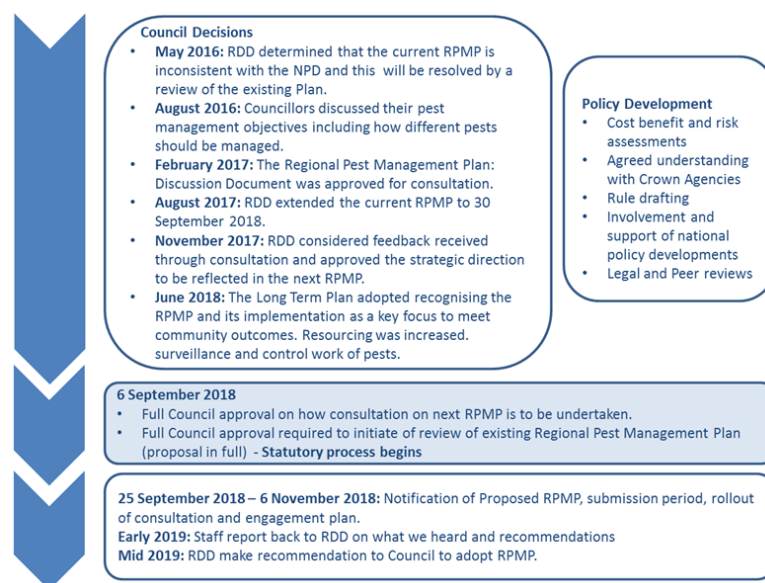 Council Decisions
• May 2016: RDD determined that the current RPMP is
inconsistent with the NPD and this will be resolved by a
review of the existing Plan.
• August 2016: Councillors discussed their pest
management objectives including how different pests
should be managed.
• February 2017: The Regional Pest Management Plan:
Discussion Document was approved for consultation.
• August 2017: RDD extended the current RPMP to 30
September 2018.
• November 2017: RDD considered feedback received
through consultation and approved the strategic direction
to be reflected in the next RPMP.
• June 2018: The Long Term Plan adopted recognising the
RPMP and its implementation as a key focus to meet
community outcomes. Resourcing was increased.
surveillance and control work of pests.
Policy Development
• Cost benefit and risk
assessments
• Agreed understanding
with Crown Agencies
• Rule drafting
• Involvement and
support of national
policy developments
• Legal and Peer reviews
6 September 2018
• Full Council approval on how consultation on next RPMP is to be undertaken.
• Full Council approval required to initiate of review of existing Regional Pest Management Plan
(proposal in full) - Statutory process begins
25 September 2018 – 6 November 2018: Notification of Proposed RPMP, submission period, rollout
of consultation and engagement plan.
Early 2019: Staff report back to RDD on what we heard and recommendations
Mid 2019: RDD make recommendation to Council to adopt RPMP.